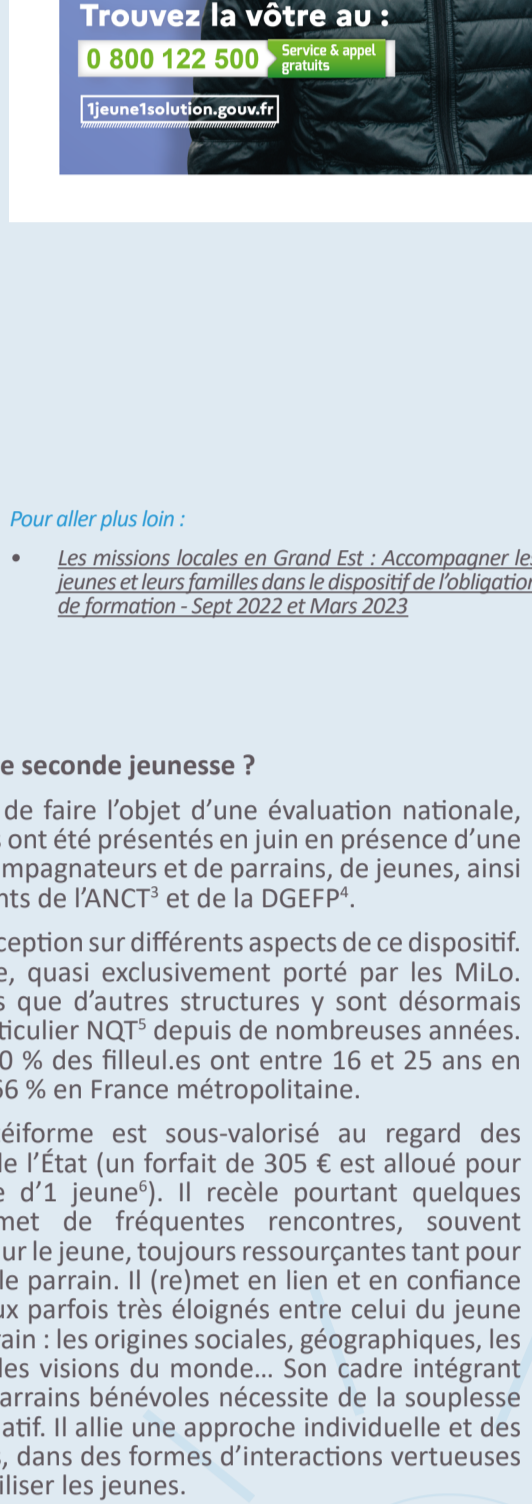 Trouvez la vôtre au :
0 800 122 500 Service & appel
gratuits
1jeune1solution.gouv.fr
Pour aller plus loin :
• Les missions locales en Grand Est : Accompagner les
jeunes et leurs familles dans le dispositif de l’obligation
de formation - Sept 2022 et Mars 2023
e seconde jeunesse ?
de faire l’objet d’une évaluation nationale,
s ont été présentés en juin en présence d’une
mpagnateurs et de parrains, de jeunes, ainsi
nts de l’ANCT³ et de la DGEFP⁴.
ception sur différents aspects de ce dispositif.
e, quasi exclusivement porté par les MiLo.
s que d’autres structures y sont désormais
ticulier NQT⁵ depuis de nombreuses années.
0 % des filleul.es ont entre 16 et 25 ans en
56 % en France métropolitaine.
éiforme est sous-valorisé au regard des
de l’État (un forfait de 305 € est alloué pour
e d’1 jeune⁶). Il recèle pourtant quelques
met de fréquentes rencontres, souvent
ur le jeune, toujours ressourçantes tant pour
le parrain. Il (re)met en lien et en confiance
ux parfois très éloignés entre celui du jeune
rain : les origines sociales, géographiques, les
les visions du monde... Son cadre intégrant
arrains bénévoles nécessite de la souplesse
atif. Il allie une approche individuelle et des
s, dans des formes d’interactions vertueuses
iliser les jeunes.